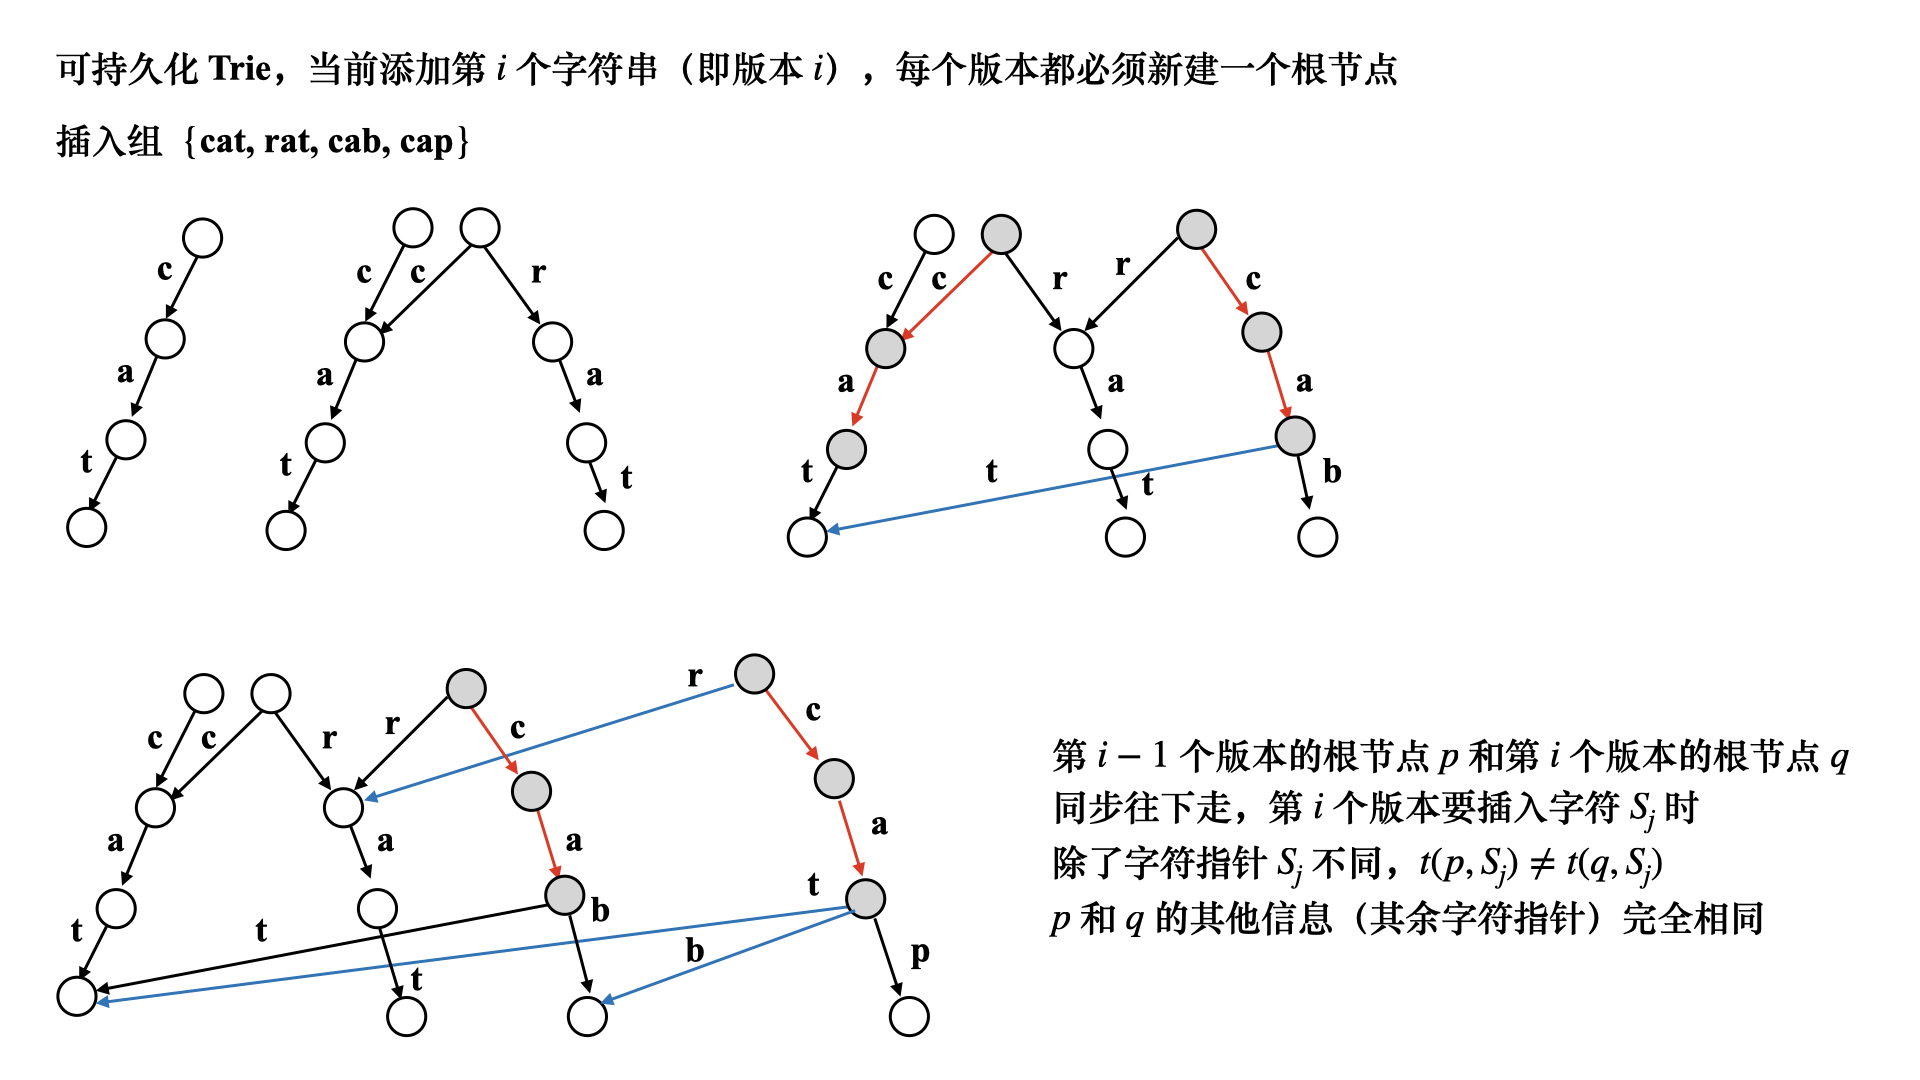 可持久化 Trie，当前添加第 i 个字符串（即版本 i），每个版本都必须新建一个根节点
插入组 {cat, rat, cab, cap}
c
a
t
c c r
a a
t t
c c r r c
a a a
t t t b
r c
c c r r c
a a a a
t t b t
t b p
第 i − 1 个版本的根节点 p 和第 i 个版本的根节点 q
同步往下走，第 i 个版本要插入字符 Sj 时
除了字符指针 Sj 不同，t(p, Sj) ≠ t(q, Sj)
p 和 q 的其他信息（其余字符指针）完全相同